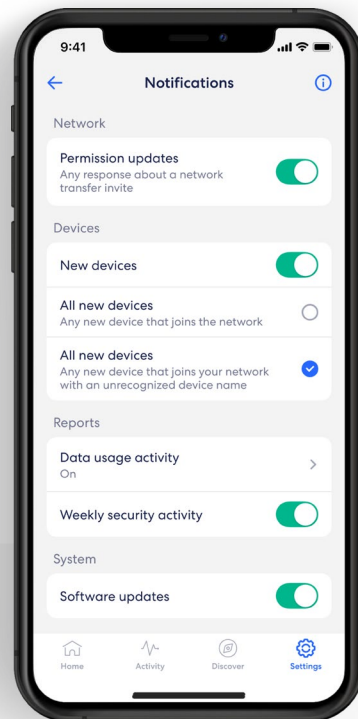 9:41
Notifications
Network
Permission updates
Any response about a network
transfer invite
Devices
New devices
All new devices
Any new device that joins the network
All new devices
Any new device that joins your network
with an unrecognized device name
Reports
Data usage activity
On
Weekly security activity
System
Software updates
Home
Activity
Discover
Settings